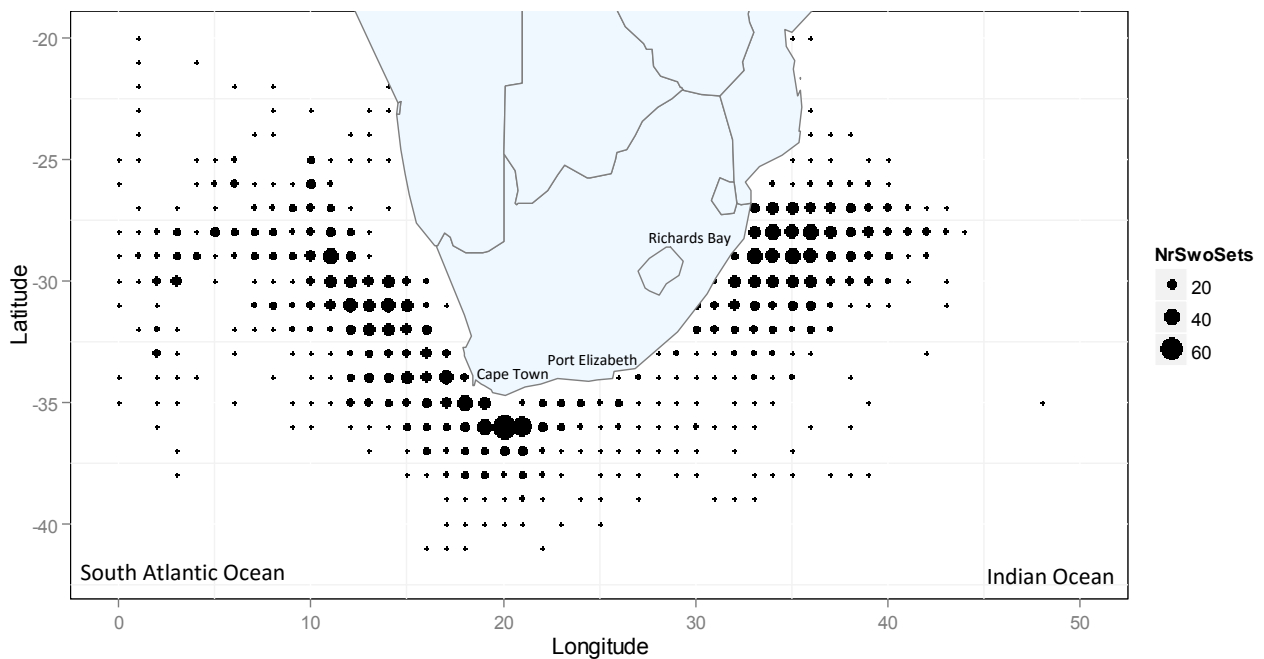 -20
-25
-30
-35
-40
Latitude
Richards Bay
Port Elizabeth
Cape Town
South Atlantic Ocean
Indian Ocean
0
10
20
30
40
50
Longitude
NrSwoSets
20
40
60